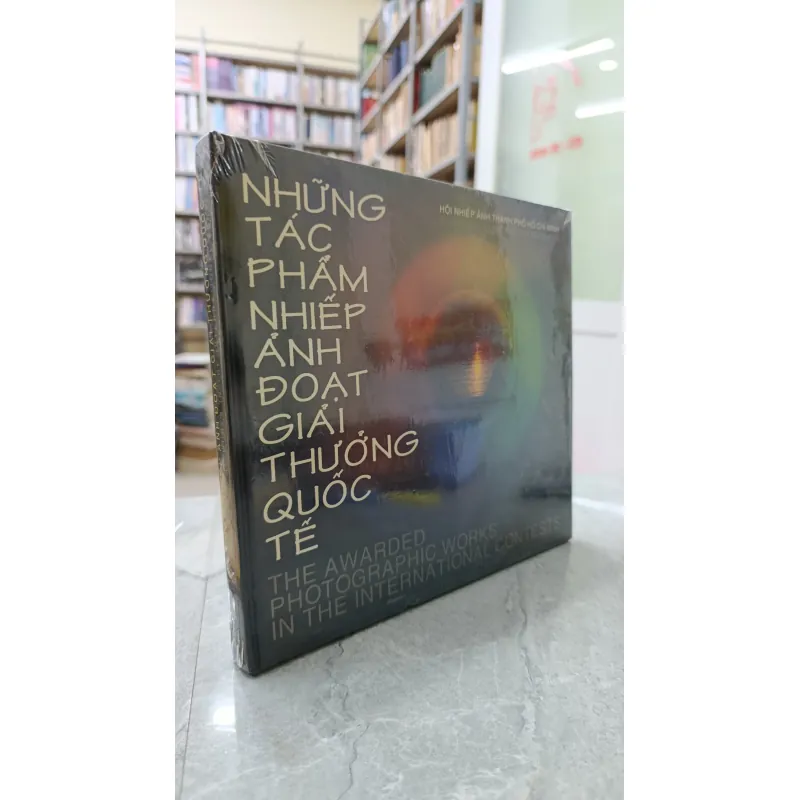 HỘI NHIẾP ẢNH THÀNH PHỐ HỒ CHÍ MINH
NHỮNG
TÁC
PHẨM
NHIẾP
ẢNH
ĐOẠT
GIẢI
THƯỞNG
QUỐC
TẾ
THE AWARDED
PHOTOGRAPHIC WORKS
IN THE INTERNATIONAL CONTESTS